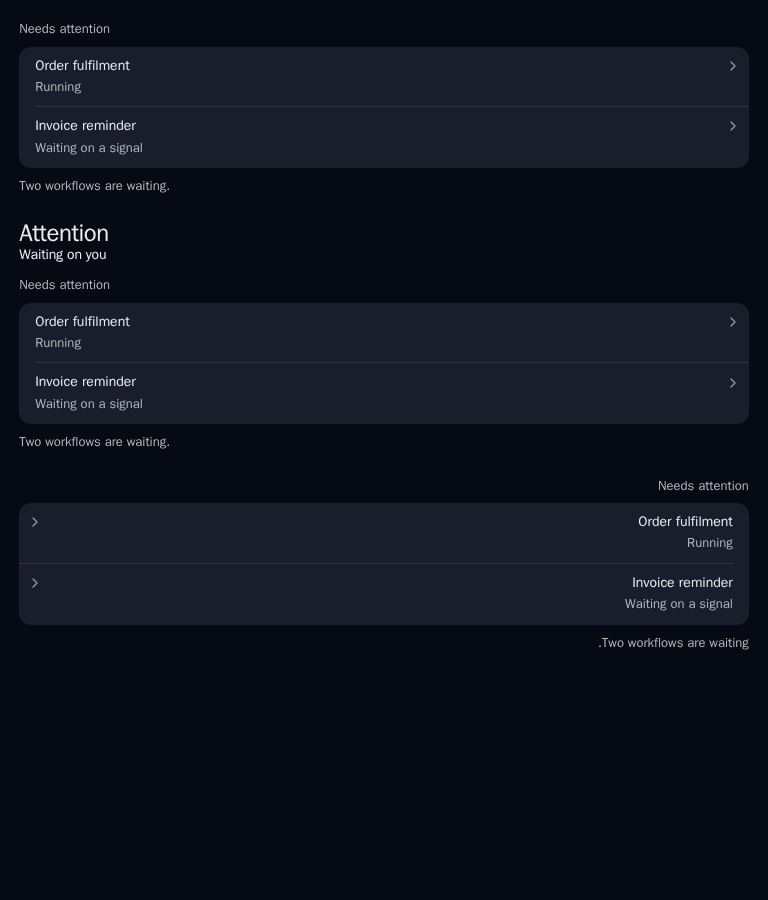 Needs attention
Order fulfilment
Running
Invoice reminder
Waiting on a signal
Two workflows are waiting.
Attention
Waiting on you
Needs attention
Order fulfilment
Running
Invoice reminder
Waiting on a signal
Two workflows are waiting.
Needs attention
Order fulfilment
Running
Invoice reminder
Waiting on a signal
.Two workflows are waiting